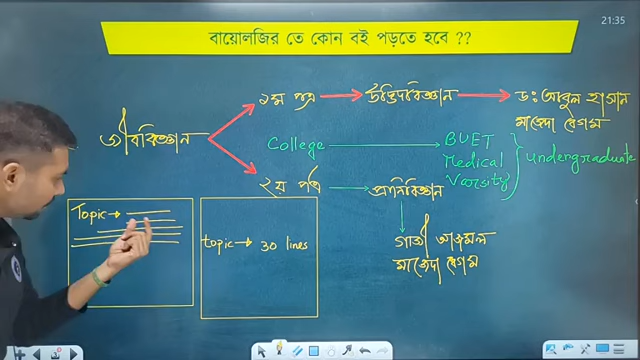 21:35
বায়োলজির তে কোন বই পড়তে হবে ??
১ম পত্র → উদ্ভিদবিজ্ঞান → ডঃ আবুল হাসান
মাজেদা বেগম
জীববিজ্ঞান
College → BUET
Medical
Varsity
undergraduate
২য় পত্র → প্রাণিবিজ্ঞান
গাজী আজমল
মাজেদা বেগম
Topic →
topic → 30 lines